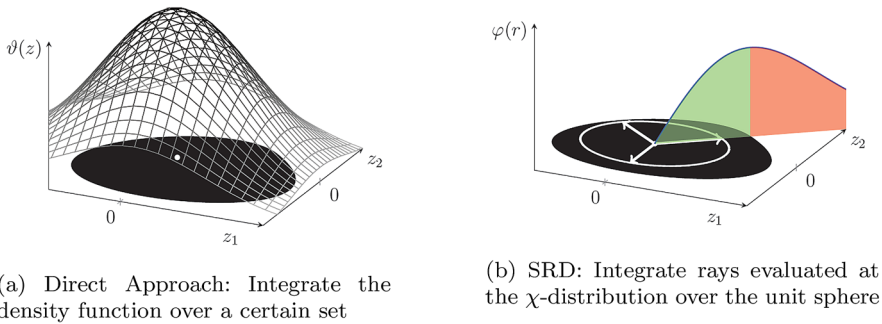 ϑ(z)
0
z₁
0
z₂
(a) Direct Approach: Integrate the
density function over a certain set
φ(r)
0
z₁
0
z₂
(b) SRD: Integrate rays evaluated at
the χ-distribution over the unit sphere